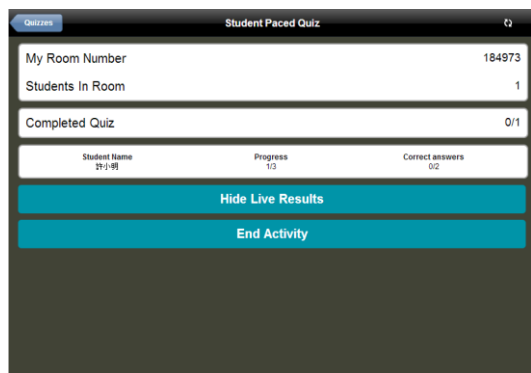 Quizzes Student Paced Quiz
My Room Number 184973
Students In Room 1
Completed Quiz 0/1
Student Name Progress Correct answers
許小明 1/3 0/2
Hide Live Results
End Activity